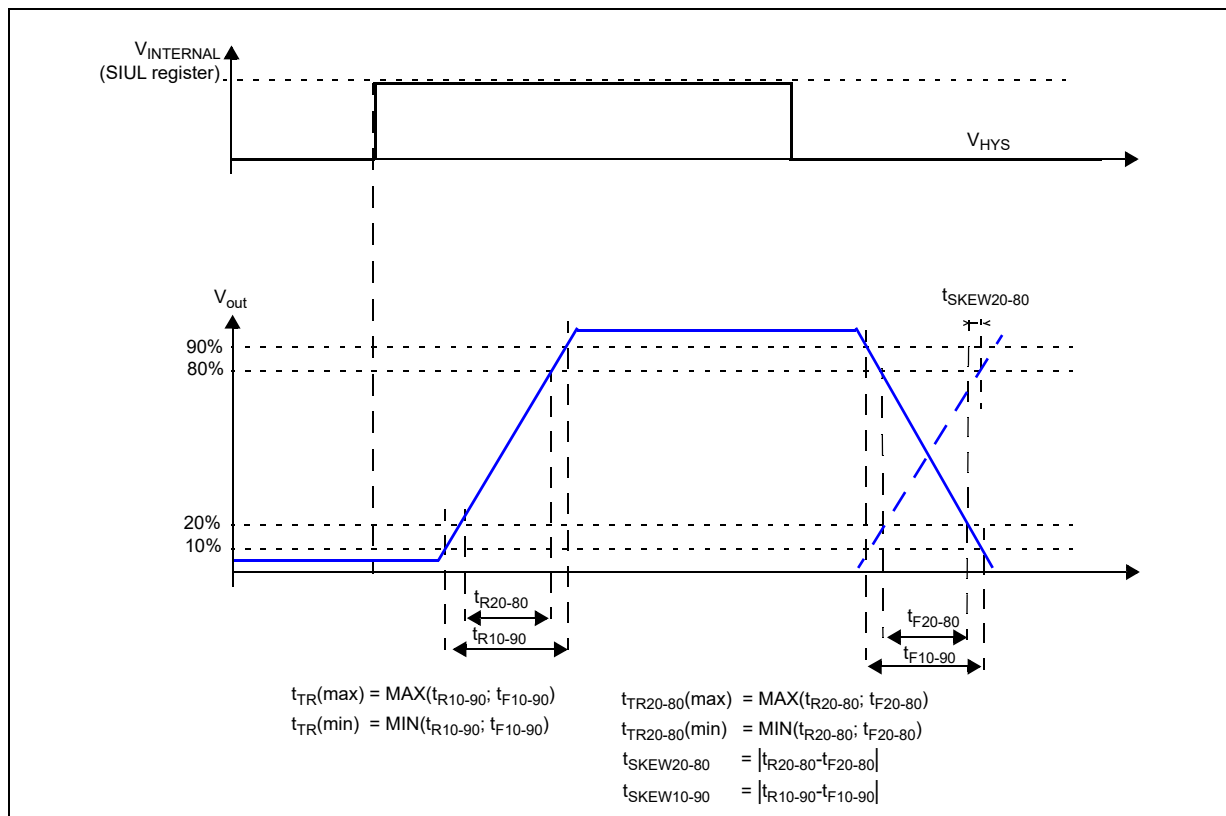 VINTERNAL
(SIUL register)
VHYS
Vout
tSKEW20-80
90%
80%
20%
10%
tR20-80
tR10-90
tF20-80
tF10-90
tTR(max) = MAX(tR10-90; tF10-90)
tTR(min) = MIN(tR10-90; tF10-90)
tTR20-80(max) = MAX(tR20-80; tF20-80)
tTR20-80(min) = MIN(tR20-80; tF20-80)
tSKEW20-80 = |tR20-80-tF20-80|
tSKEW10-90 = |tR10-90-tF10-90|